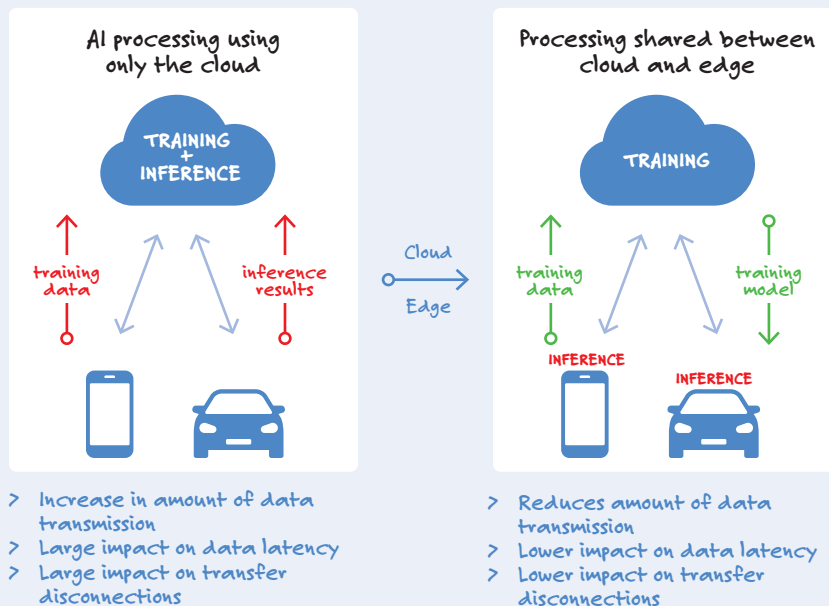 AI processing using
only the cloud
TRAINING
+
INFERENCE
training
data
inference
results
> Increase in amount of data
transmission
> Large impact on data latency
> Large impact on transfer
disconnections
Cloud
Edge
Processing shared between
cloud and edge
TRAINING
training
data
training
model
INFERENCE
INFERENCE
> Reduces amount of data
transmission
> Lower impact on data latency
> Lower impact on transfer
disconnections